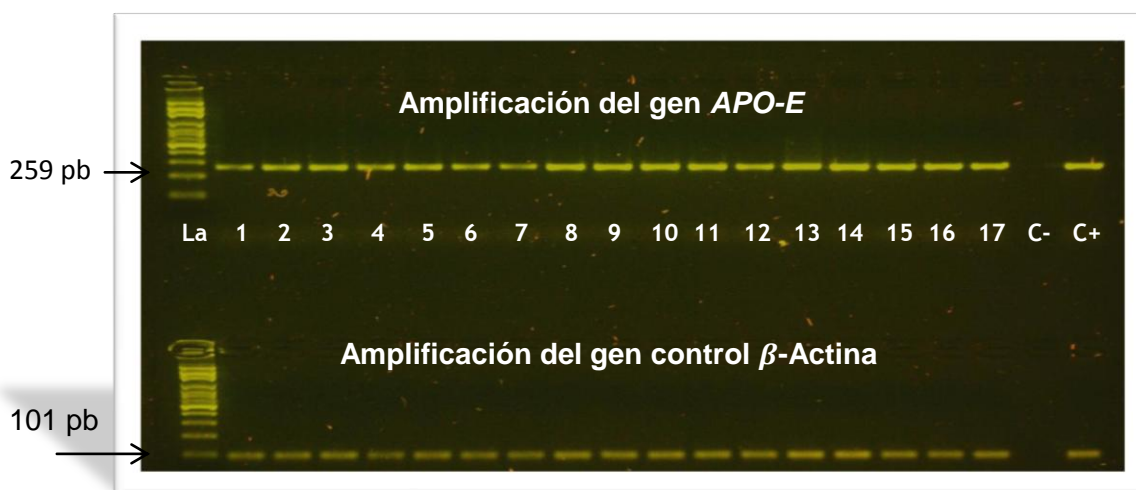 Amplificación del gen APO-E
259 pb
La 1 2 3 4 5 6 7 8 9 10 11 12 13 14 15 16 17 C- C+
Amplificación del gen control β-Actina
101 pb